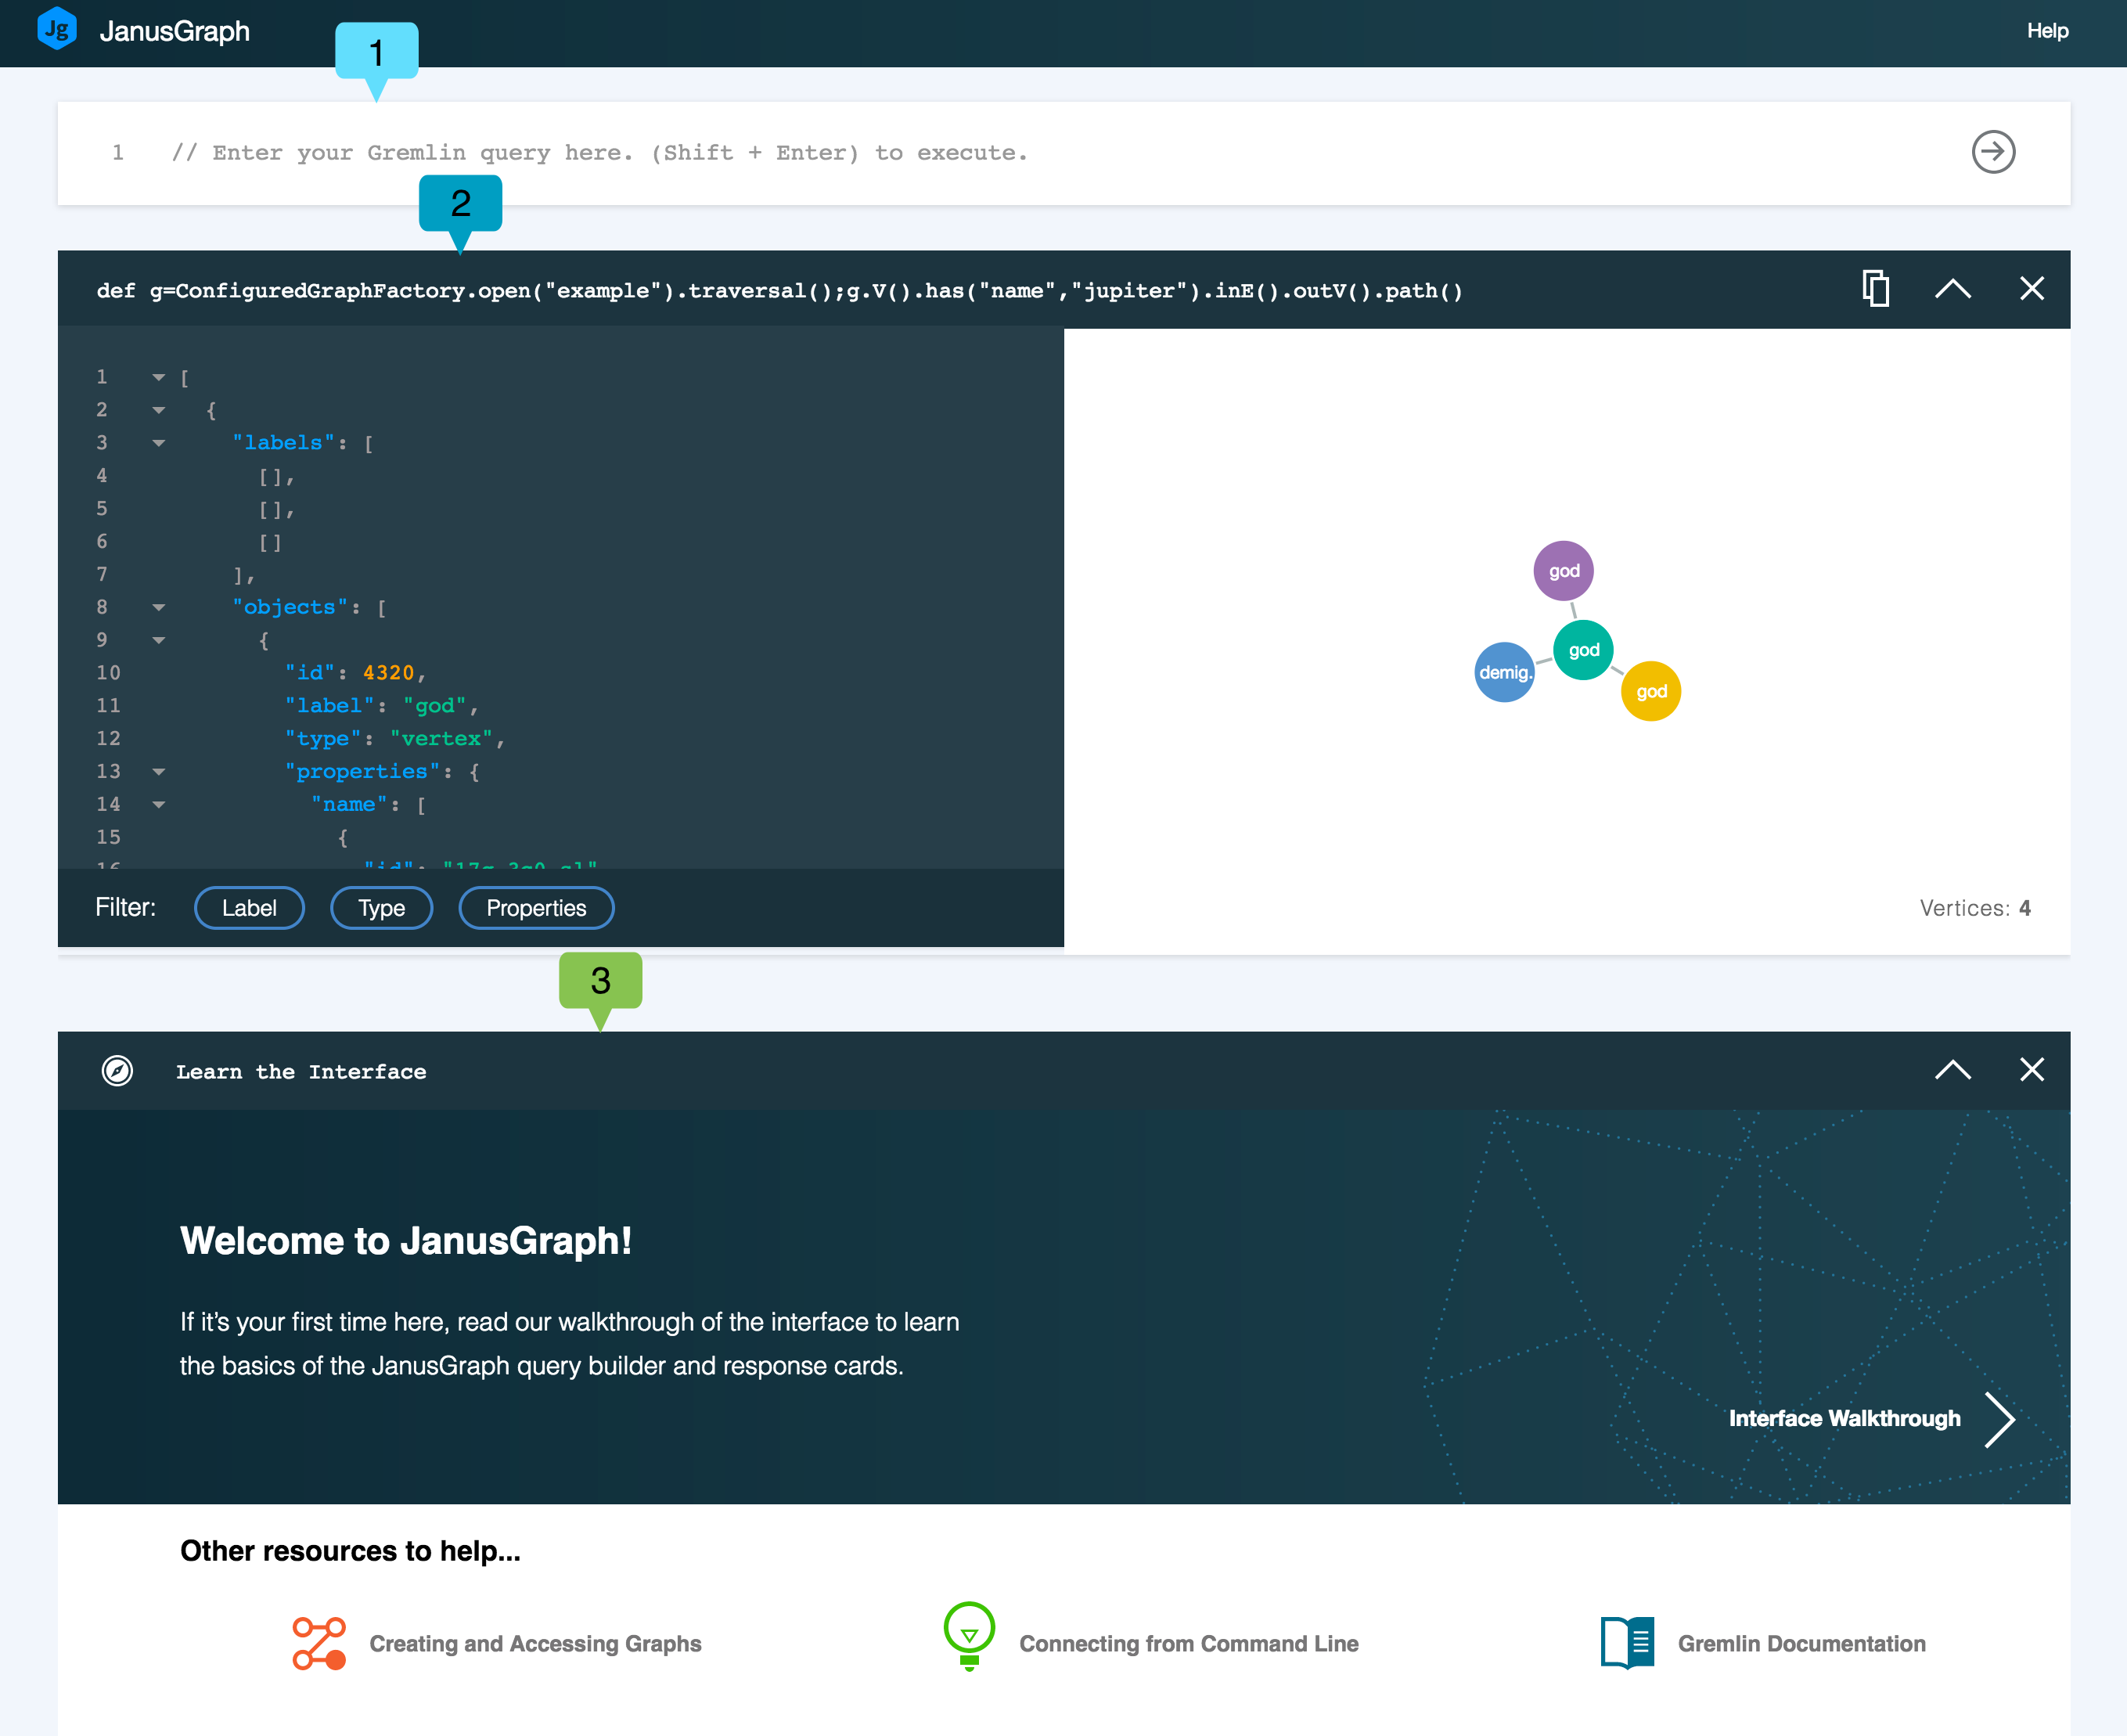 Jg JanusGraph
Help
1
1 // Enter your Gremlin query here. (Shift + Enter) to execute.
2
def g=ConfiguredGraphFactory.open("example").traversal();g.V().has("name","jupiter").inE().outV().path()
1 [
2 {
3 "labels": [
4 [],
5 [],
6 []
7 ],
8 "objects": [
9 {
10 "id": 4320,
11 "label": "god",
12 "type": "vertex",
13 "properties": {
14 "name": [
15 {
16 "id":
Filter: Label Type Properties
god
god
demig.
god
Vertices: 4
3
Learn the Interface
Welcome to JanusGraph!
If it's your first time here, read our walkthrough of the interface to learn
the basics of the JanusGraph query builder and response cards.
Interface Walkthrough
Other resources to help...
Creating and Accessing Graphs
Connecting from Command Line
Gremlin Documentation